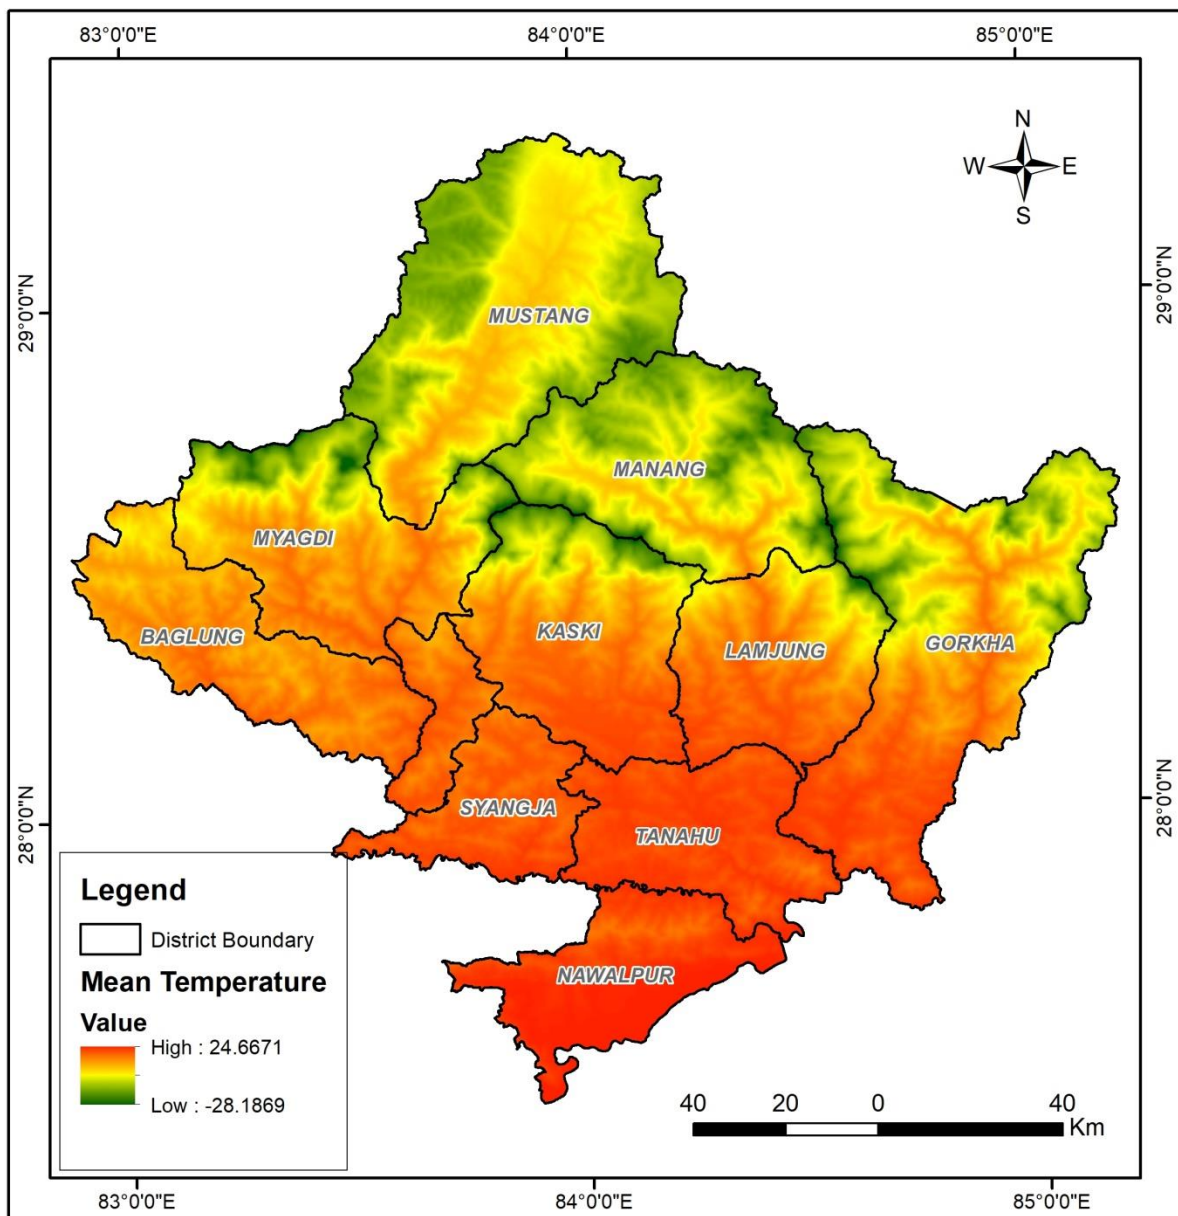 83°0'0"E 84°0'0"E 85°0'0"E
N
W E
S
29°0'0"N
29°0'0"N
MUSTANG
MANANG
MYAGDI
BAGLUNG
KASKI
LAMJUNG
GORKHA
28°0'0"N
28°0'0"N
SYANGJA
TANAHU
NAWALPUR
Legend
District Boundary
Mean Temperature
Value
High : 24.6671
Low : -28.1869
40 20 0 40
Km
83°0'0"E 84°0'0"E 85°0'0"E